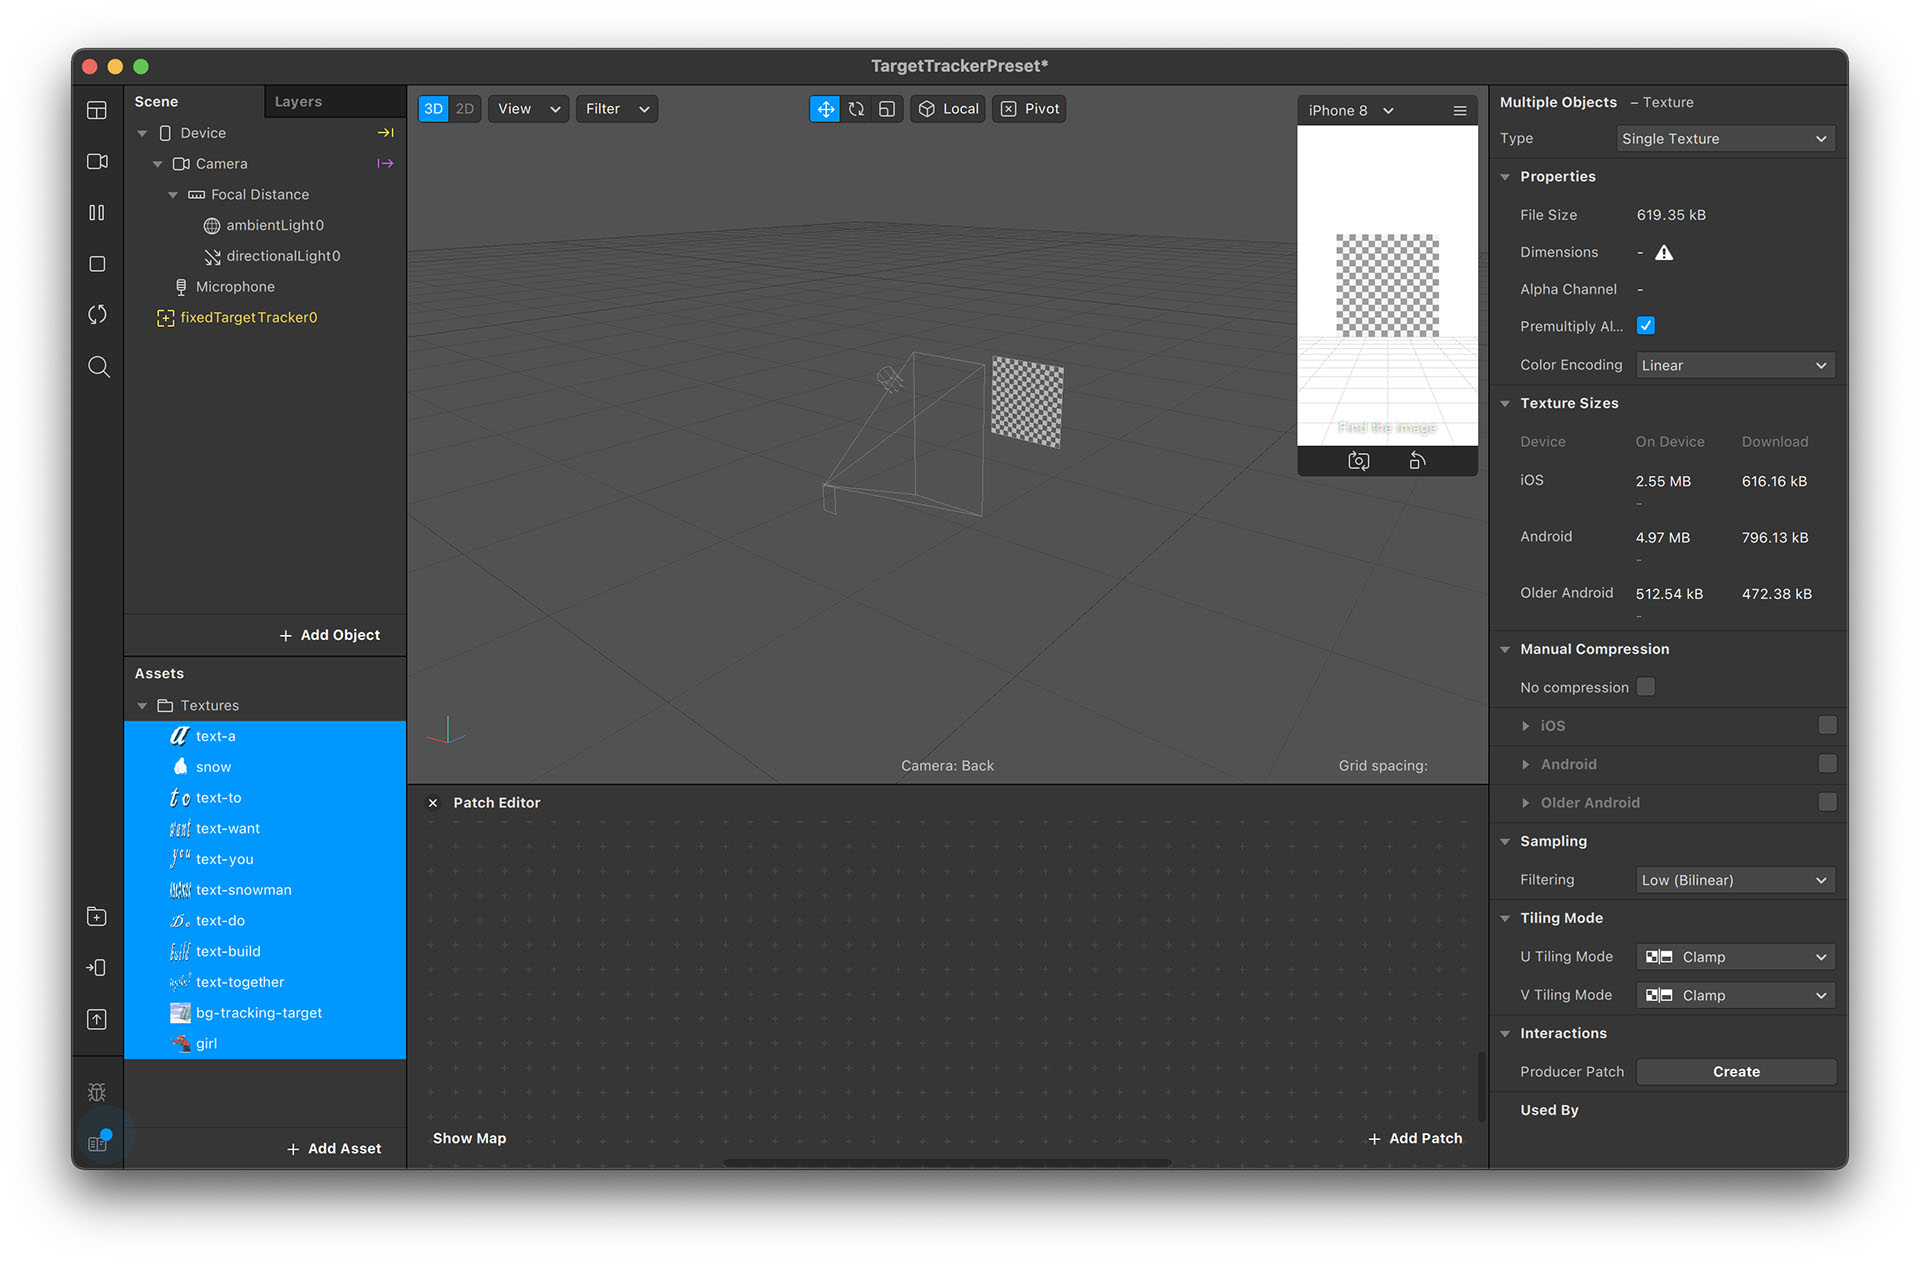 TargetTrackerPreset*
Scene
Layers
Device
Camera
Focal Distance
ambientLight0
directionalLight0
Microphone
fixedTargetTracker0
+ Add Object
Assets
Textures
text-a
snow
text-to
text-want
text-you
text-snowman
text-do
text-build
text-together
bg-tracking-target
girl
+ Add Asset
3D 2D View Filter Local Pivot
iPhone 8
Find the image
Camera: Back
Grid spacing:
Patch Editor
Show Map
+ Add Patch
Multiple Objects – Texture
Type Single Texture
Properties
File Size 619.35 kB
Dimensions -
Alpha Channel -
Premultiply Al...
Color Encoding Linear
Texture Sizes
Device On Device Download
iOS 2.55 MB 616.16 kB
-
Android 4.97 MB 796.13 kB
-
Older Android 512.54 kB 472.38 kB
-
Manual Compression
No compression
iOS
Android
Older Android
Sampling
Filtering Low (Bilinear)
Tiling Mode
U Tiling Mode Clamp
V Tiling Mode Clamp
Interactions
Producer Patch Create
Used By